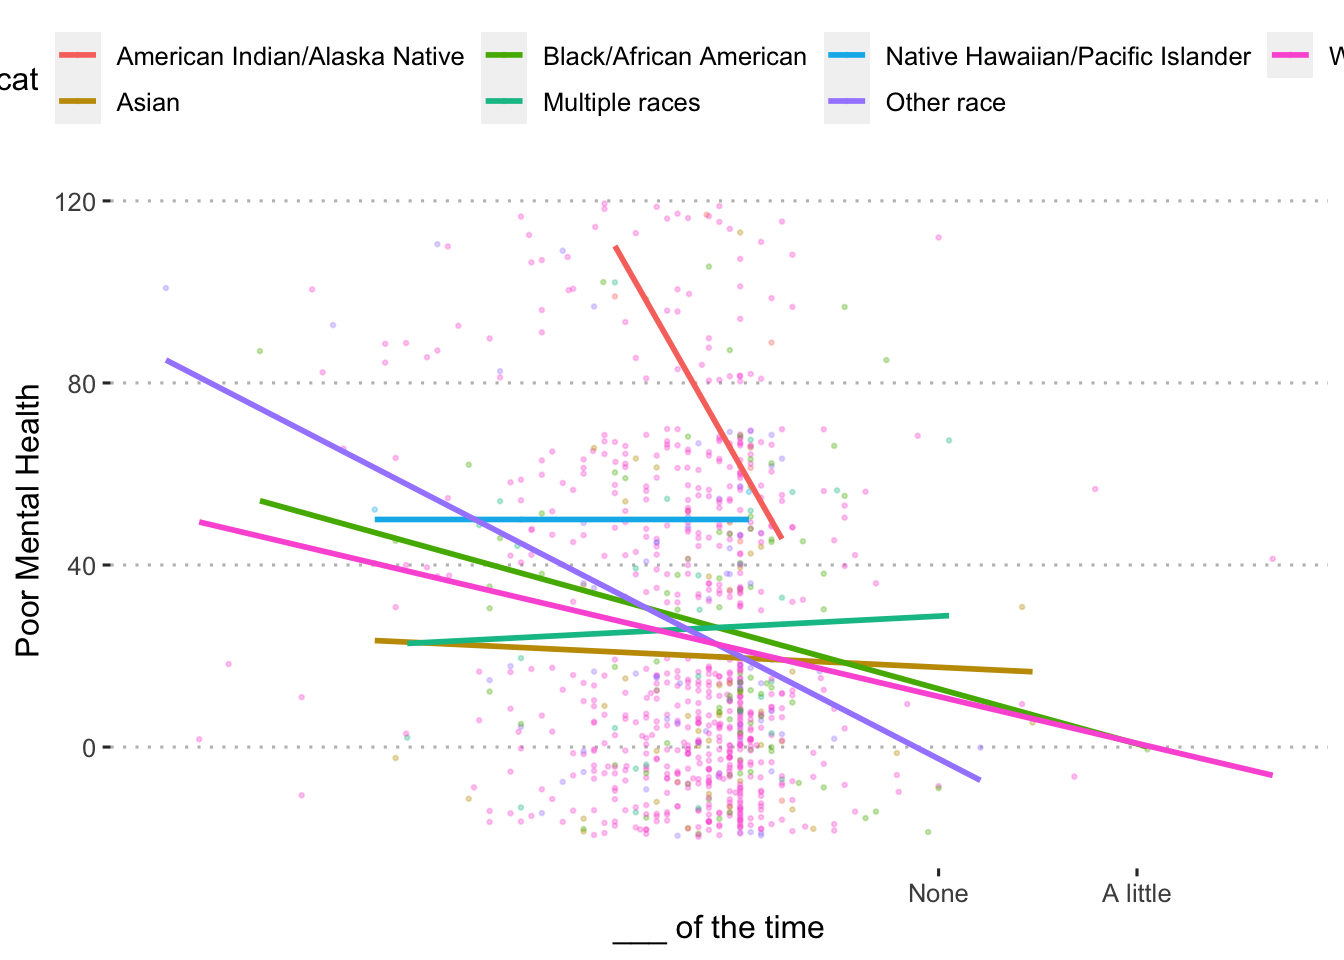 cat
American Indian/Alaska Native Black/African American Native Hawaiian/Pacific Islander W
Asian Multiple races Other race
120
80
40
0
Poor Mental Health
None A little
___ of the time